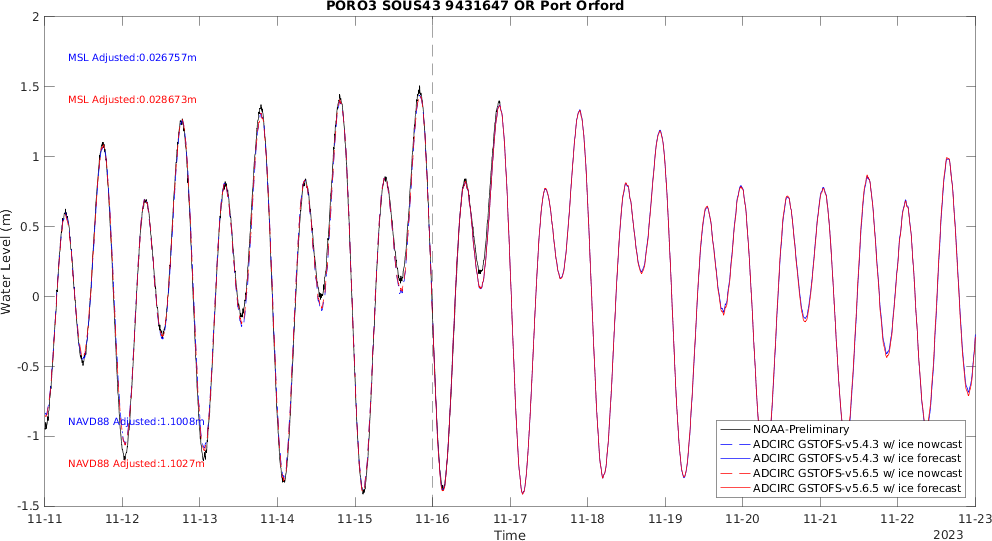 PORO3 SOUS43 9431647 OR Port Orford
2
1.5
1
0.5
0
-0.5
-1
-1.5
Water Level (m)
MSL Adjusted:0.026757m
MSL Adjusted:0.028673m
NAVD88 Adjusted:1.1008m
NAVD88 Adjusted:1.1027m
NOAA-Preliminary
ADCIRC GSTOFS-v5.4.3 w/ ice nowcast
ADCIRC GSTOFS-v5.4.3 w/ ice forecast
ADCIRC GSTOFS-v5.6.5 w/ ice nowcast
ADCIRC GSTOFS-v5.6.5 w/ ice forecast
11-11 11-12 11-13 11-14 11-15 11-16 11-17 11-18 11-19 11-20 11-21 11-22 11-23
Time
2023